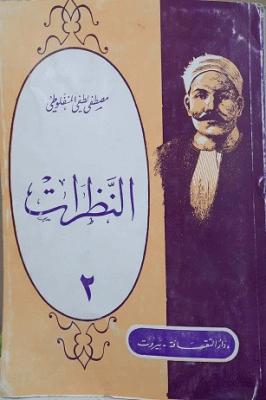 مصطفى لطفي المنفلوطي
النظرات
٢
دار الثقافة - بيروت